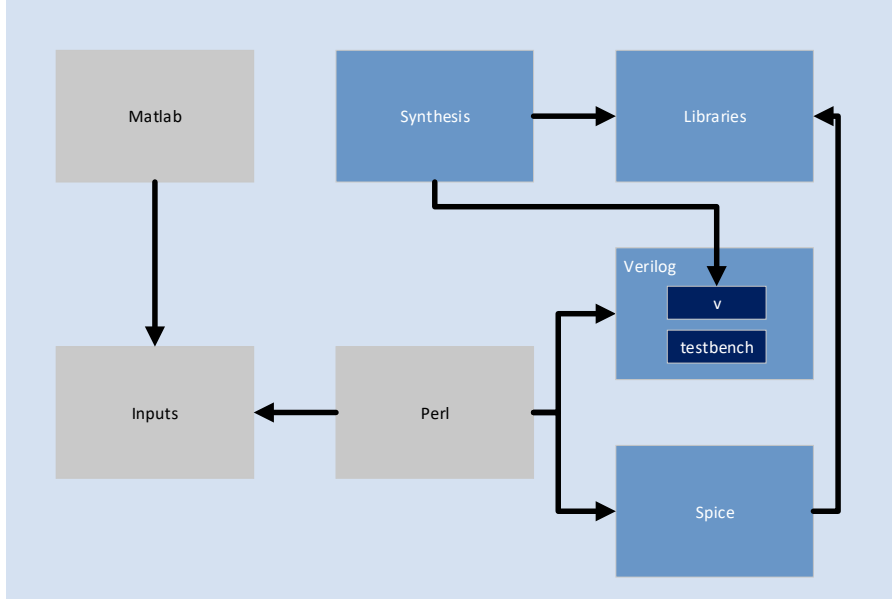 Matlab
Synthesis
Libraries
Verilog
v
testbench
Inputs
Perl
Spice